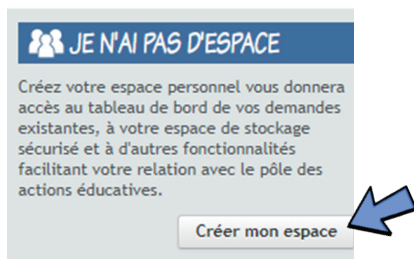 JE N'AI PAS D'ESPACE
Créez votre espace personnel vous donnera
accès au tableau de bord de vos demandes
existantes, à votre espace de stockage
sécurisé et à d'autres fonctionnalités
facilitant votre relation avec le pôle des
actions éducatives.
Créer mon espace